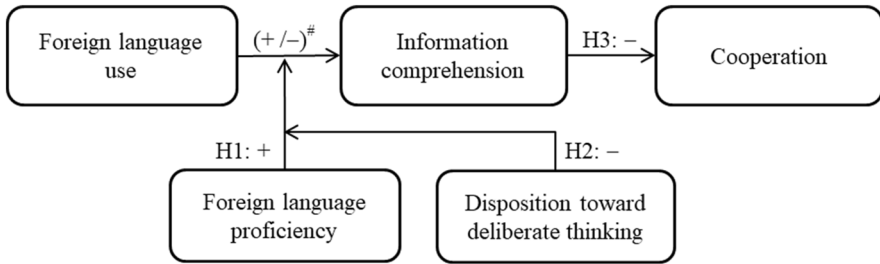 Foreign language
use
(+ /−)#
Information
comprehension
H3: −
Cooperation
H1: +
H2: −
Foreign language
proficiency
Disposition toward
deliberate thinking